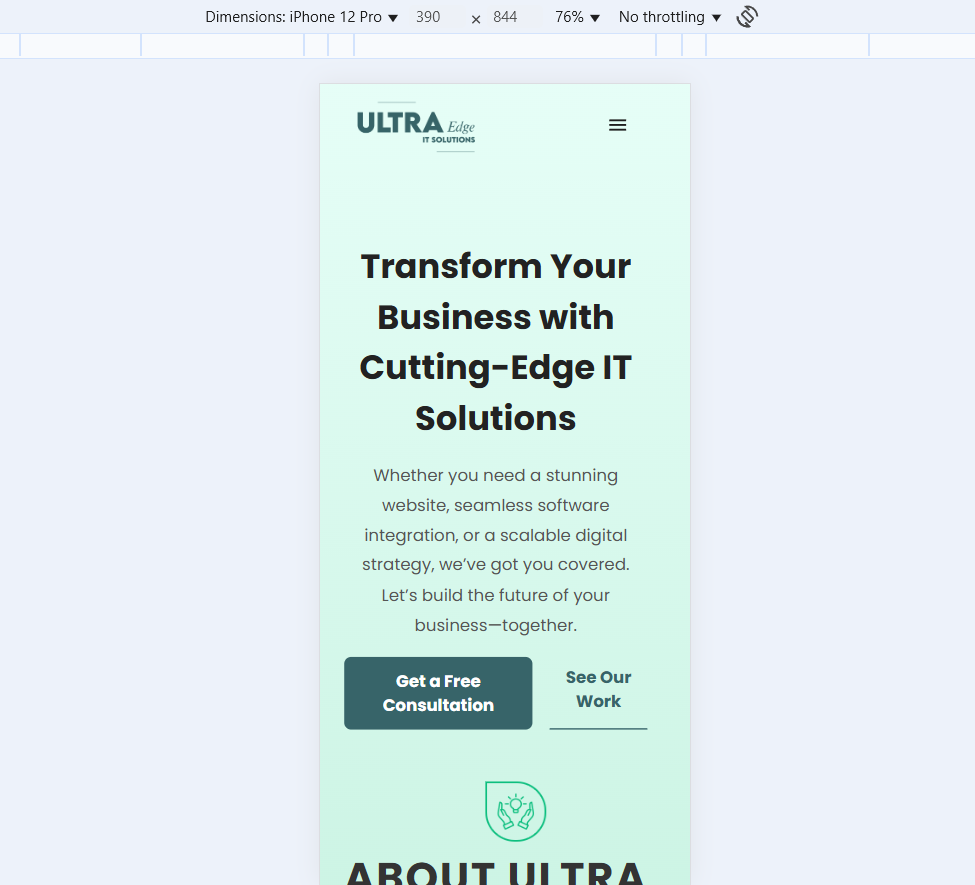 Dimensions: iPhone 12 Pro ▼ 390 × 844 76% ▼ No throttling ▼
ULTRA Edge
IT SOLUTIONS
Transform Your
Business with
Cutting-Edge IT
Solutions
Whether you need a stunning
website, seamless software
integration, or a scalable digital
strategy, we’ve got you covered.
Let’s build the future of your
business—together.
Get a Free
Consultation
See Our
Work
ABOUT ULTRA